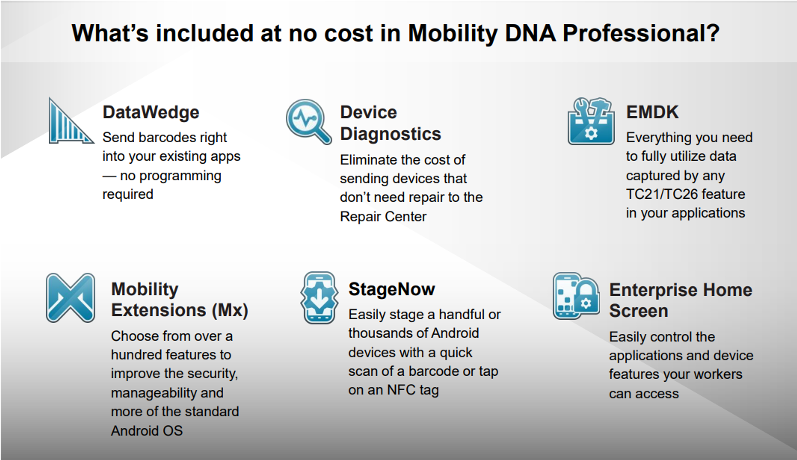 What's included at no cost in Mobility DNA Professional?
DataWedge
Send barcodes right
into your existing apps
— no programming
required
Device
Diagnostics
Eliminate the cost of
sending devices that
don't need repair to the
Repair Center
EMDK
Everything you need
to fully utilize data
captured by any
TC21/TC26 feature
in your applications
Mobility
Extensions (Mx)
Choose from over a
hundred features to
improve the security,
manageability and
more of the standard
Android OS
StageNow
Easily stage a handful or
thousands of Android
devices with a quick
scan of a barcode or tap
on an NFC tag
Enterprise Home
Screen
Easily control the
applications and device
features your workers
can access